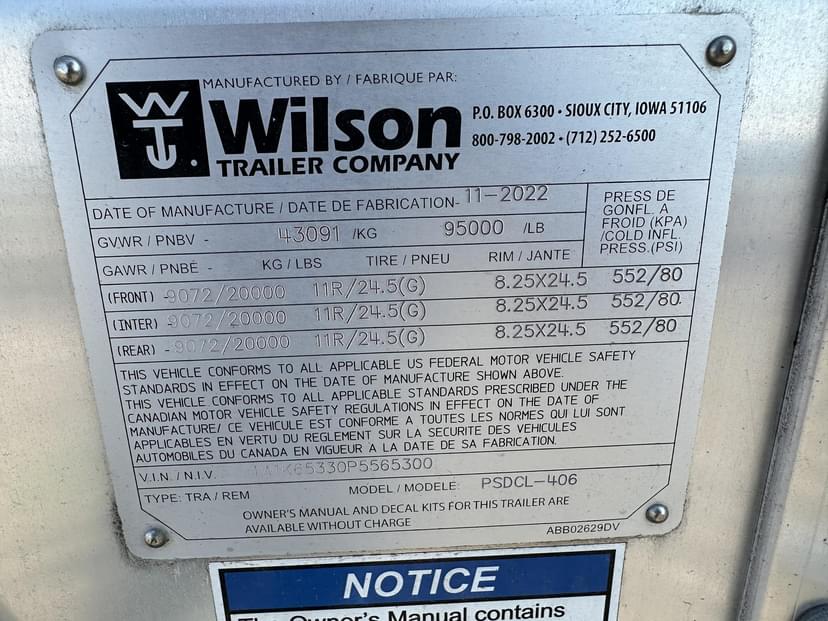 MANUFACTURED BY / FABRIQUE PAR:
WT
Wilson
TRAILER COMPANY
P.O. BOX 6300 • SIOUX CITY, IOWA 51106
800-798-2002 • (712) 252-6500
DATE OF MANUFACTURE / DATE DE FABRICATION- 11-2022
GVWR / PNBV - 43091 /KG 95000 /LB
PRESS DE
GONFL. A
FROID (KPA)
/COLD INFL.
PRESS.(PSI)
GAWR / PNBE - KG / LBS TIRE / PNEU RIM / JANTE
(FRONT) -9072/20000 11R/24.5(G) 8.25X24.5 552/80
(INTER) -9072/20000 11R/24.5(G) 8.25X24.5 552/80
(REAR) -9072/20000 11R/24.5(G) 8.25X24.5 552/80
THIS VEHICLE CONFORMS TO ALL APPLICABLE US FEDERAL MOTOR VEHICLE SAFETY
STANDARDS IN EFFECT ON THE DATE OF MANUFACTURE SHOWN ABOVE.
THIS VEHICLE CONFORMS TO ALL APPLICABLE STANDARDS PRESCRIBED UNDER THE
CANADIAN MOTOR VEHICLE SAFETY REGULATIONS IN EFFECT ON THE DATE OF
MANUFACTURE/ CE VEHICULE EST CONFORME A TOUTES LES NORMES QUI LUI SONT
APPLICABLES EN VERTU DU REGLEMENT SUR LA SECURITE DES VEHICULES
AUTOMOBILES DU CANADA EN VIGUEUR A LA DATE DE SA FABRICATION.
V.I.N. / N.I.V.
TYPE: TRA / REM MODEL / MODELE: PSDCL-406
OWNER'S MANUAL AND DECAL KITS FOR THIS TRAILER ARE
AVAILABLE WITHOUT CHARGE
ABB02629DV
NOTICE
The Owner's Manual contains